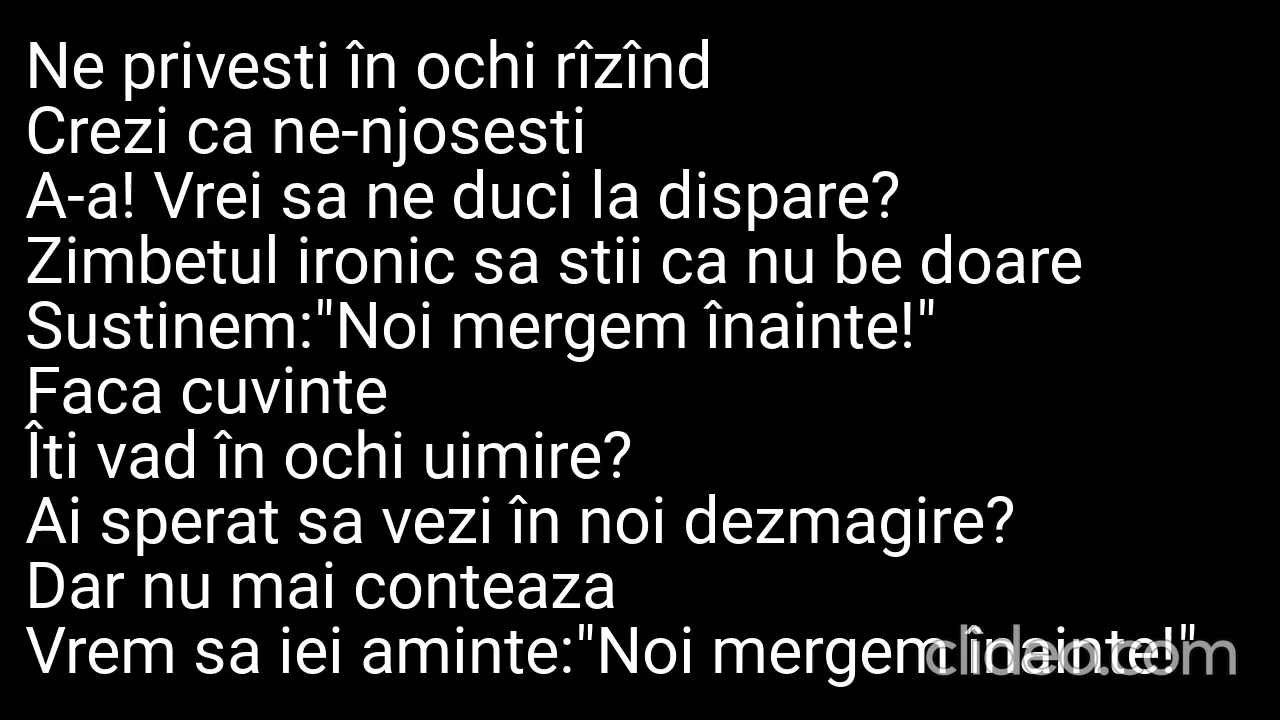 Ne privesti în ochi rîzînd
Crezi ca ne-njosesti
A-a! Vrei sa ne duci la dispare?
Zimbetul ironic sa stii ca nu be doare
Sustinem:"Noi mergem înainte!"
Faca cuvinte
Îti vad în ochi uimire?
Ai sperat sa vezi în noi dezmagire?
Dar nu mai conteaza
Vrem sa iei aminte:"Noi mergem înainte!"
clideo.com